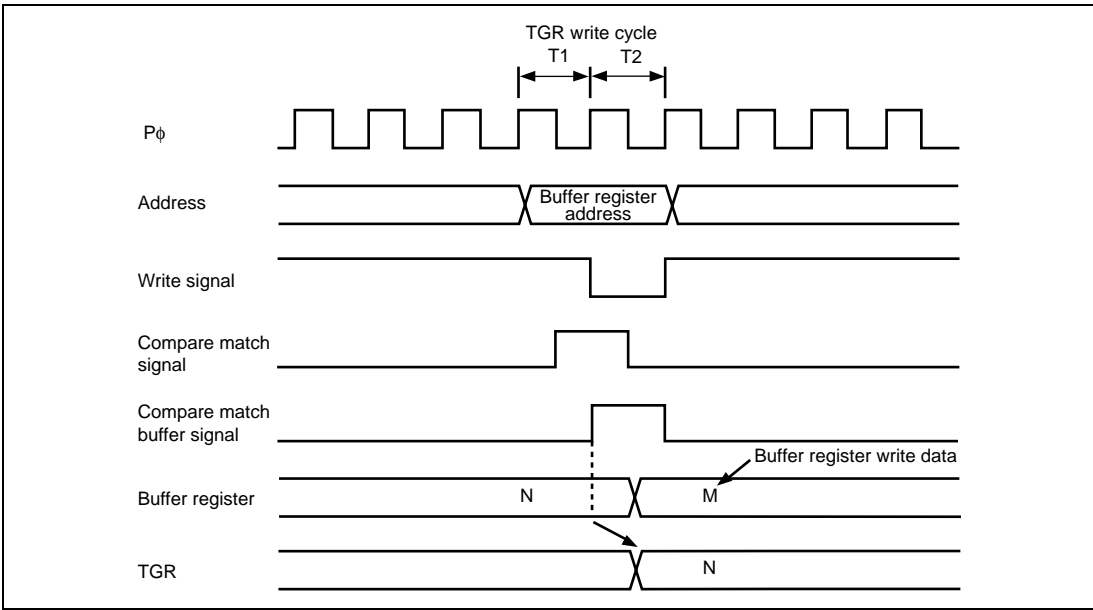 TGR write cycle
T1 T2
Pϕ
Address
Buffer register
address
Write signal
Compare match
signal
Compare match
buffer signal
Buffer register write data
Buffer register
N M
TGR
N